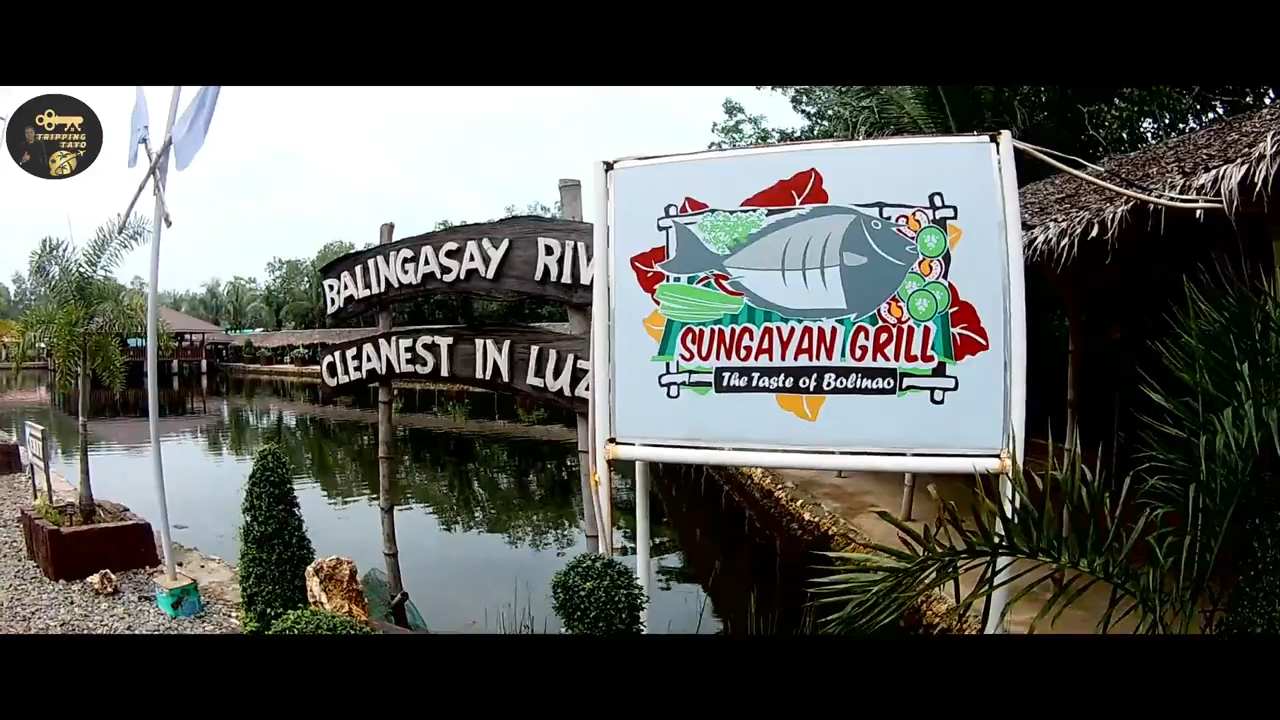 TRIPPING
TAYO
BALINGASAY RIV
CLEANEST IN LUZ
SUNGAYAN GRILL
The Taste of Bolinao